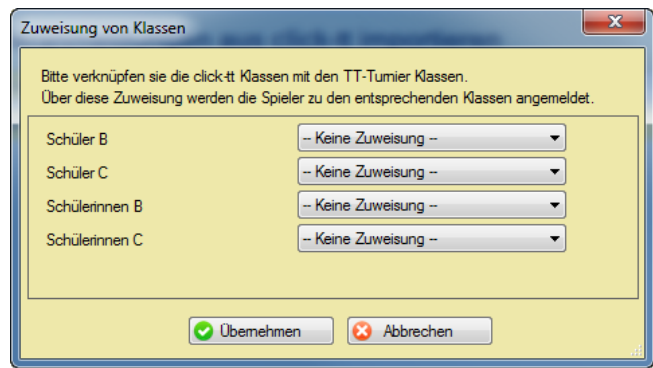 Zuweisung von Klassen
Bitte verknüpfen sie die click-tt Klassen mit den TT-Turnier Klassen.
Über diese Zuweisung werden die Spieler zu den entsprechenden Klassen angemeldet.
Schüler B -- Keine Zuweisung --
Schüler C -- Keine Zuweisung --
Schülerinnen B -- Keine Zuweisung --
Schülerinnen C -- Keine Zuweisung --
Übernehmen Abbrechen